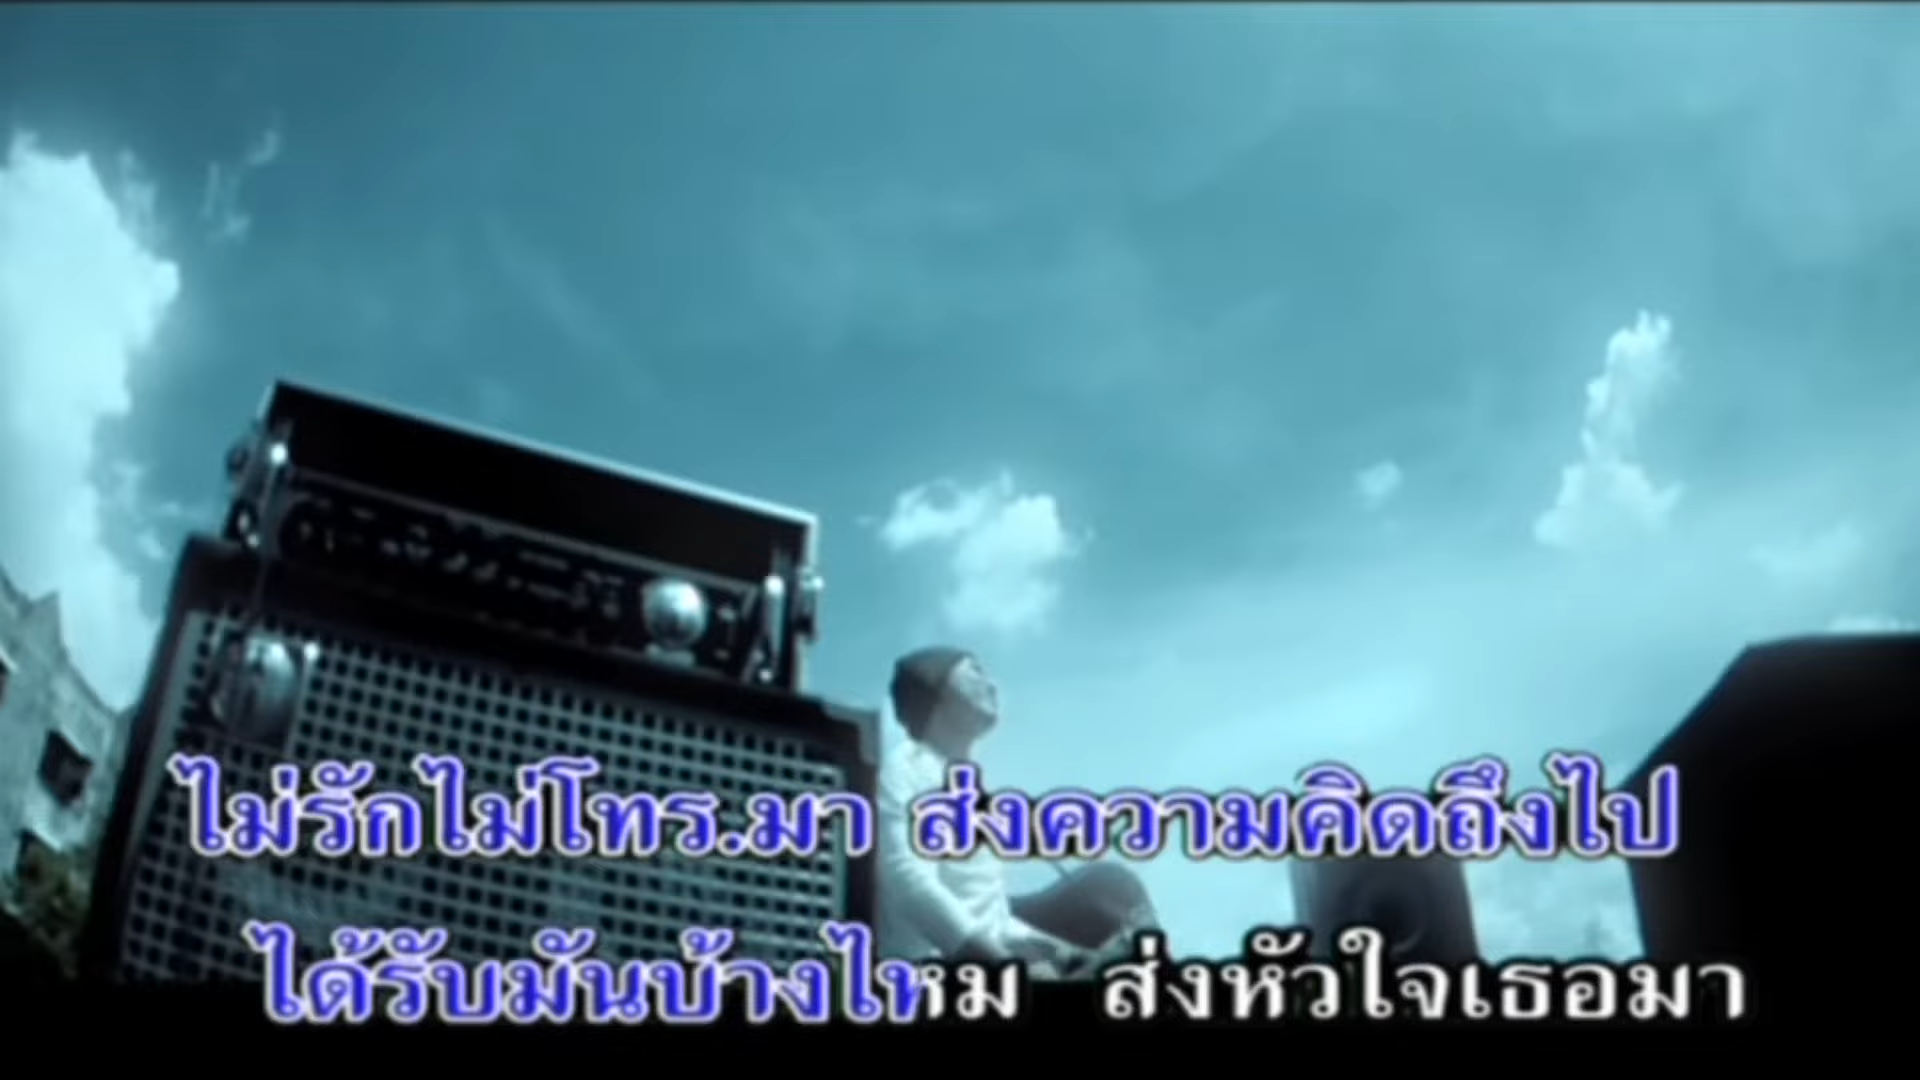 ไม่รักไม่โทร.มา ส่งความคิดถึงไป
ได้รับมันบ้างไหม ส่งหัวใจเธอมา